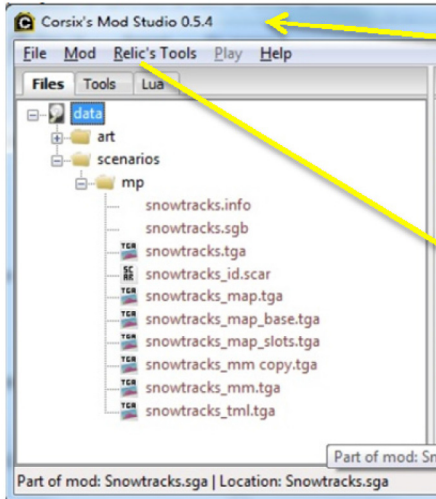 Corsix's Mod Studio 0.5.4
File Mod Relic's Tools Play Help
Files Tools Lua
data
art
scenarios
mp
snowtracks.info
snowtracks.sgb
snowtracks.tga
snowtracks_id.scar
snowtracks_map.tga
snowtracks_map_base.tga
snowtracks_map_slots.tga
snowtracks_mm copy.tga
snowtracks_mm.tga
snowtracks_tml.tga
Part of mod: Sn
Part of mod: Snowtracks.sga | Location: Snowtracks.sga